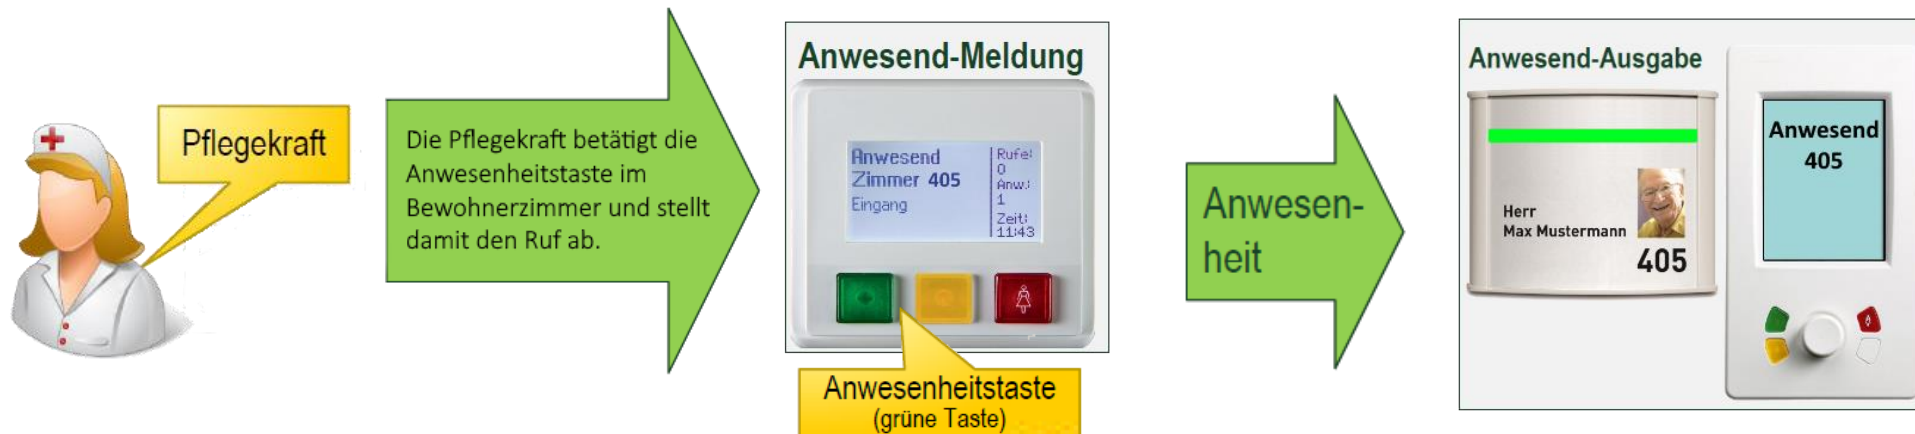 Pflegekraft
Die Pflegekraft betätigt die
Anwesenheitstaste im
Bewohnerzimmer und stellt
damit den Ruf ab.
Anwesend-Meldung
Anwesend
Zimmer 405
Eingang
Rufe:
0
Anw.:
1
Zeit:
11:43
Anwesenheitstaste
(grüne Taste)
Anwesen-
heit
Anwesend-Ausgabe
Herr
Max Mustermann
405
Anwesend
405